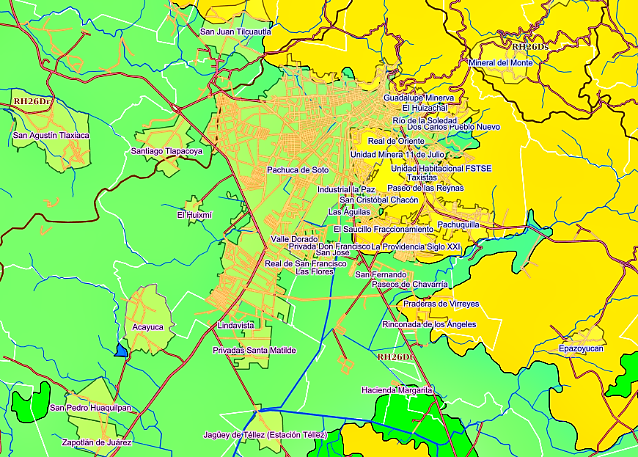 San Juan Tilcuautla
RH26Ds
Mineral del Monte
RH26Dr
Guadalupe Minerva
El Huizachal
Río de la Soledad
Dos Carlos Pueblo Nuevo
San Agustín Tlaxiaca
Real de Oriente
Santiago Tlapacoya
Unidad Minera 11 de Julio
Pachuca de Soto
Unidad Habitacional FSTSE
Taxistas
Industrial la Paz
Paseo de las Reynas
San Cristóbal Chacón
El Huixmí
Las Águilas
Pachuquilla
El Saucillo Fraccionamiento
Valle Dorado
Privada Don Francisco
La Providencia Siglo XXI
San José
Real de San Francisco
Las Flores
San Fernando
Paseos de Chavarría
Praderas de Virreyes
Acayuca
Lindavista
Rinconada de los Ángeles
Privadas Santa Matilde
Epazoyucan
Hacienda Margarita
San Pedro Huaquilpan
Jagüey de Téllez (Estación Téllez)
Zapotlán de Juárez